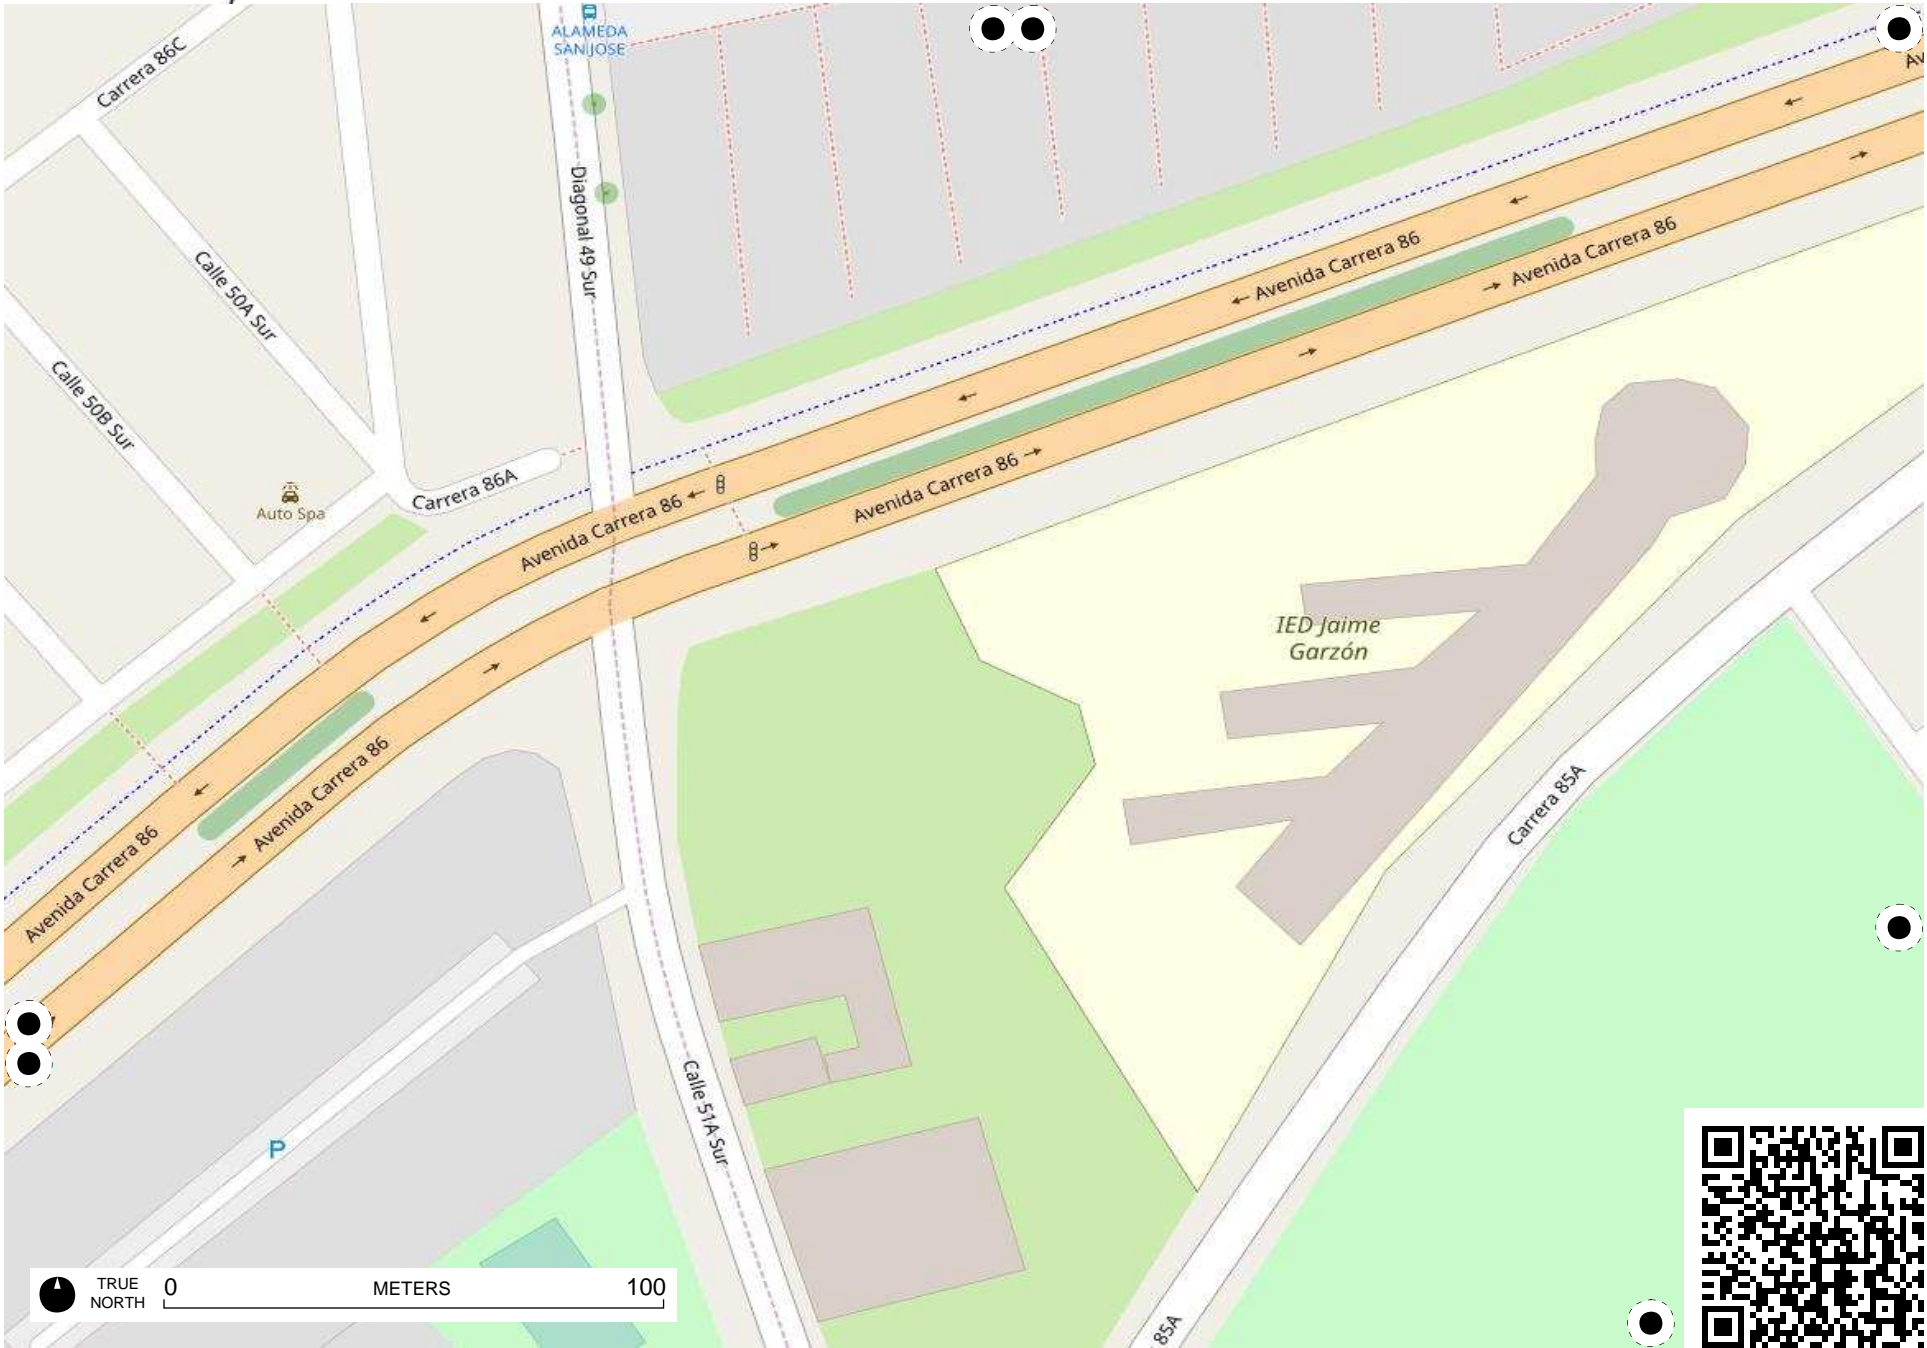 ALAMEDA
SAN JOSE
Carrera 86C
Diagonal 49 Sur
Calle 50A Sur
Avenida Carrera 86
Avenida Carrera 86
Calle 50B Sur
Carrera 86A
Auto Spa
Avenida Carrera 86
Avenida Carrera 86
IED Jaime
Garzón
Avenida Carrera 86
Avenida Carrera 86
Carrera 85A
Calle 51A Sur
P
85A
TRUE
NORTH
0
METERS
100